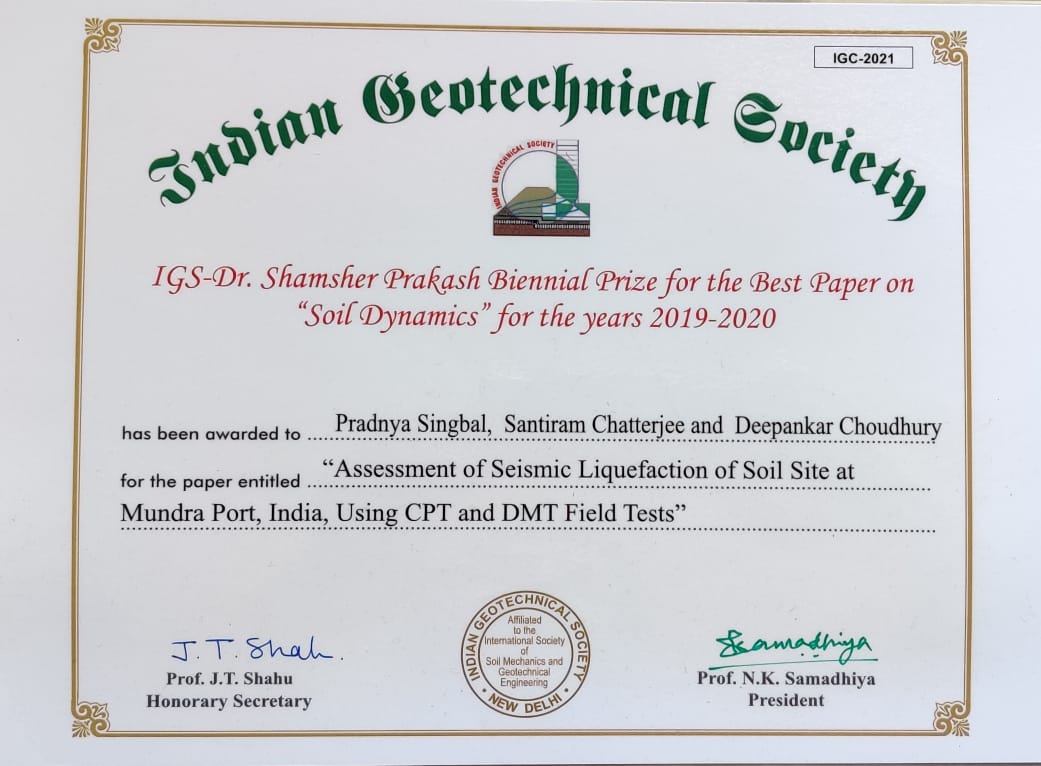 IGC-2021
Indian Geotechnical Society
INDIAN GEOTECHNICAL SOCIETY
IGS-Dr. Shamsher Prakash Biennial Prize for the Best Paper on
“Soil Dynamics” for the years 2019-2020
has been awarded to Pradnya Singbal, Santiram Chatterjee and Deepankar Choudhury
for the paper entitled “Assessment of Seismic Liquefaction of Soil Site at
Mundra Port, India, Using CPT and DMT Field Tests”
J. T. Shah.
Prof. J.T. Shahu
Honorary Secretary
INDIAN GEOTECHNICAL SOCIETY
Affiliated
to the
International Society
of
Soil Mechanics and
Geotechnical
Engineering
• NEW DELHI •
NKSamadhiya
Prof. N.K. Samadhiya
President